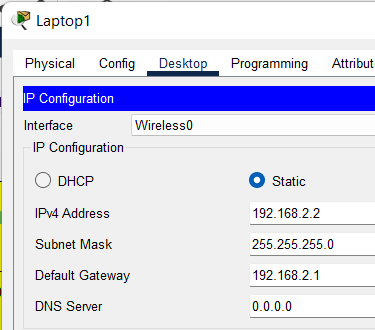 Laptop1
Physical Config Desktop Programming Attribut
IP Configuration
Interface Wireless0
IP Configuration
DHCP Static
IPv4 Address 192.168.2.2
Subnet Mask 255.255.255.0
Default Gateway 192.168.2.1
DNS Server 0.0.0.0